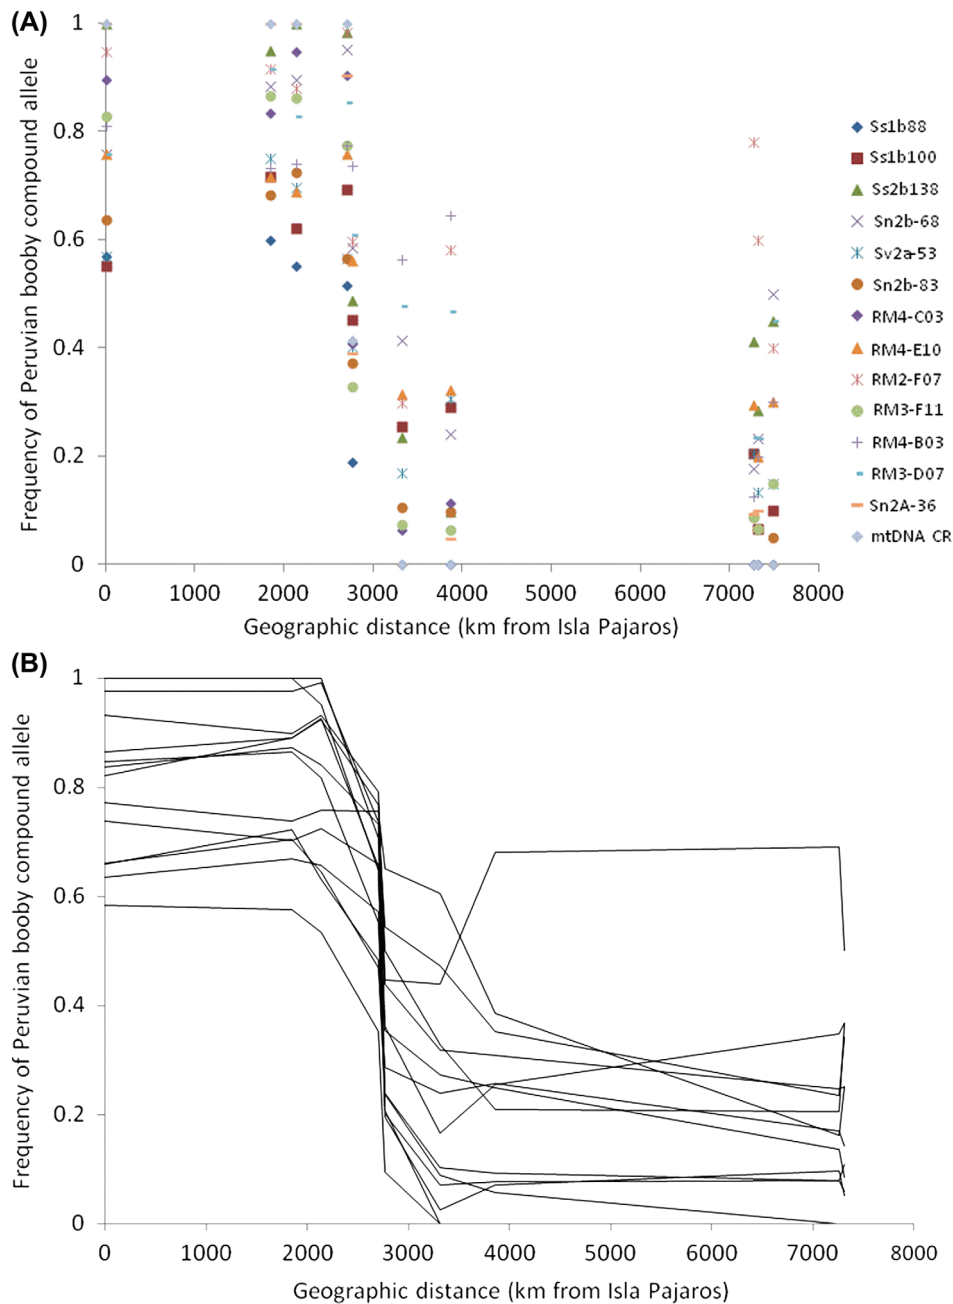 (A)
Frequency of Peruvian booby compound allele
1
0.8
0.6
0.4
0.2
0
0 1000 2000 3000 4000 5000 6000 7000 8000
Geographic distance (km from Isla Pajaros)
Ss1b88
Ss1b100
Ss2b138
Sn2b-68
Sv2a-53
Sn2b-83
RM4-C03
RM4-E10
RM2-F07
RM3-F11
RM4-B03
RM3-D07
Sn2A-36
mtDNA CR
(B)
Frequency of Peruvian booby compound allele
1
0.8
0.6
0.4
0.2
0
0 1000 2000 3000 4000 5000 6000 7000 8000
Geographic distance (km from Isla Pajaros)